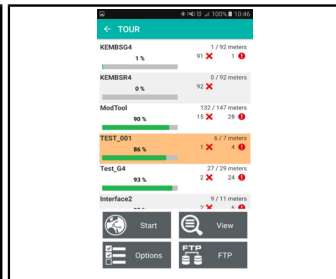 100% 10:46
← TOUR
KEMBSG4 1 / 92 meters
1 % 91 1
KEMBSR4 0 / 92 meters
0 % 92
ModTool 132 / 147 meters
90 % 15 28
TEST_001 6 / 7 meters
86 % 1 4
Test_G4 27 / 29 meters
93 % 2 24
Interface2 9 / 11 meters
2 6
Start View
Options FTP FTP